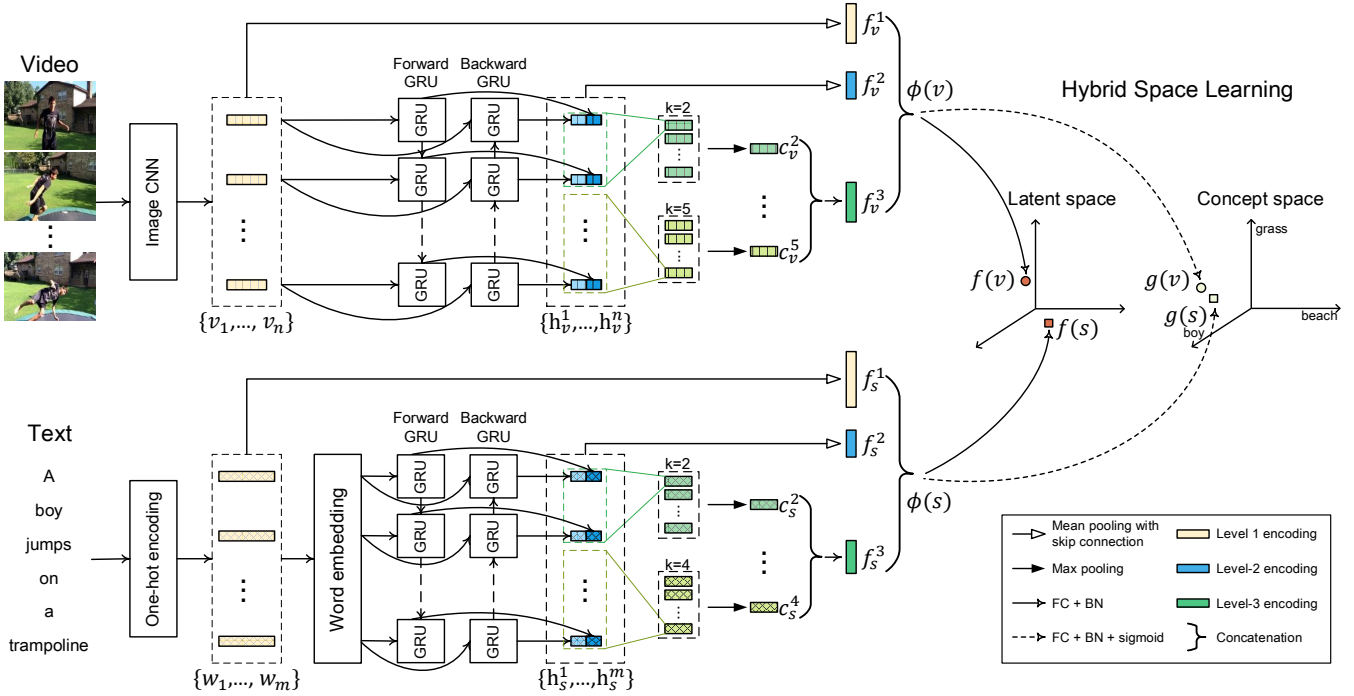 Video
Image CNN
{v₁,..., vₙ}
Forward
GRU
Backward
GRU
GRU
GRU
GRU
GRU
GRU
GRU
{h¹ᵥ,...,hⁿᵥ}
k=2
k=5
c²ᵥ
c⁵ᵥ
f¹ᵥ
f²ᵥ
f³ᵥ
ϕ(v)
Hybrid Space Learning
Latent space
f(v)
f(s)
Concept space
grass
g(v)
g(s)
boy
beach
Text
A
boy
jumps
on
a
trampoline
One-hot encoding
{w₁,..., wₘ}
Word embedding
Forward
GRU
Backward
GRU
GRU
GRU
GRU
GRU
GRU
GRU
{h¹ₛ,...,hᵐₛ}
k=2
k=4
c²ₛ
c⁴ₛ
f¹ₛ
f²ₛ
f³ₛ
ϕ(s)
Mean pooling with
skip connection
Max pooling
FC + BN
FC + BN + sigmoid
Level 1 encoding
Level-2 encoding
Level-3 encoding
Concatenation